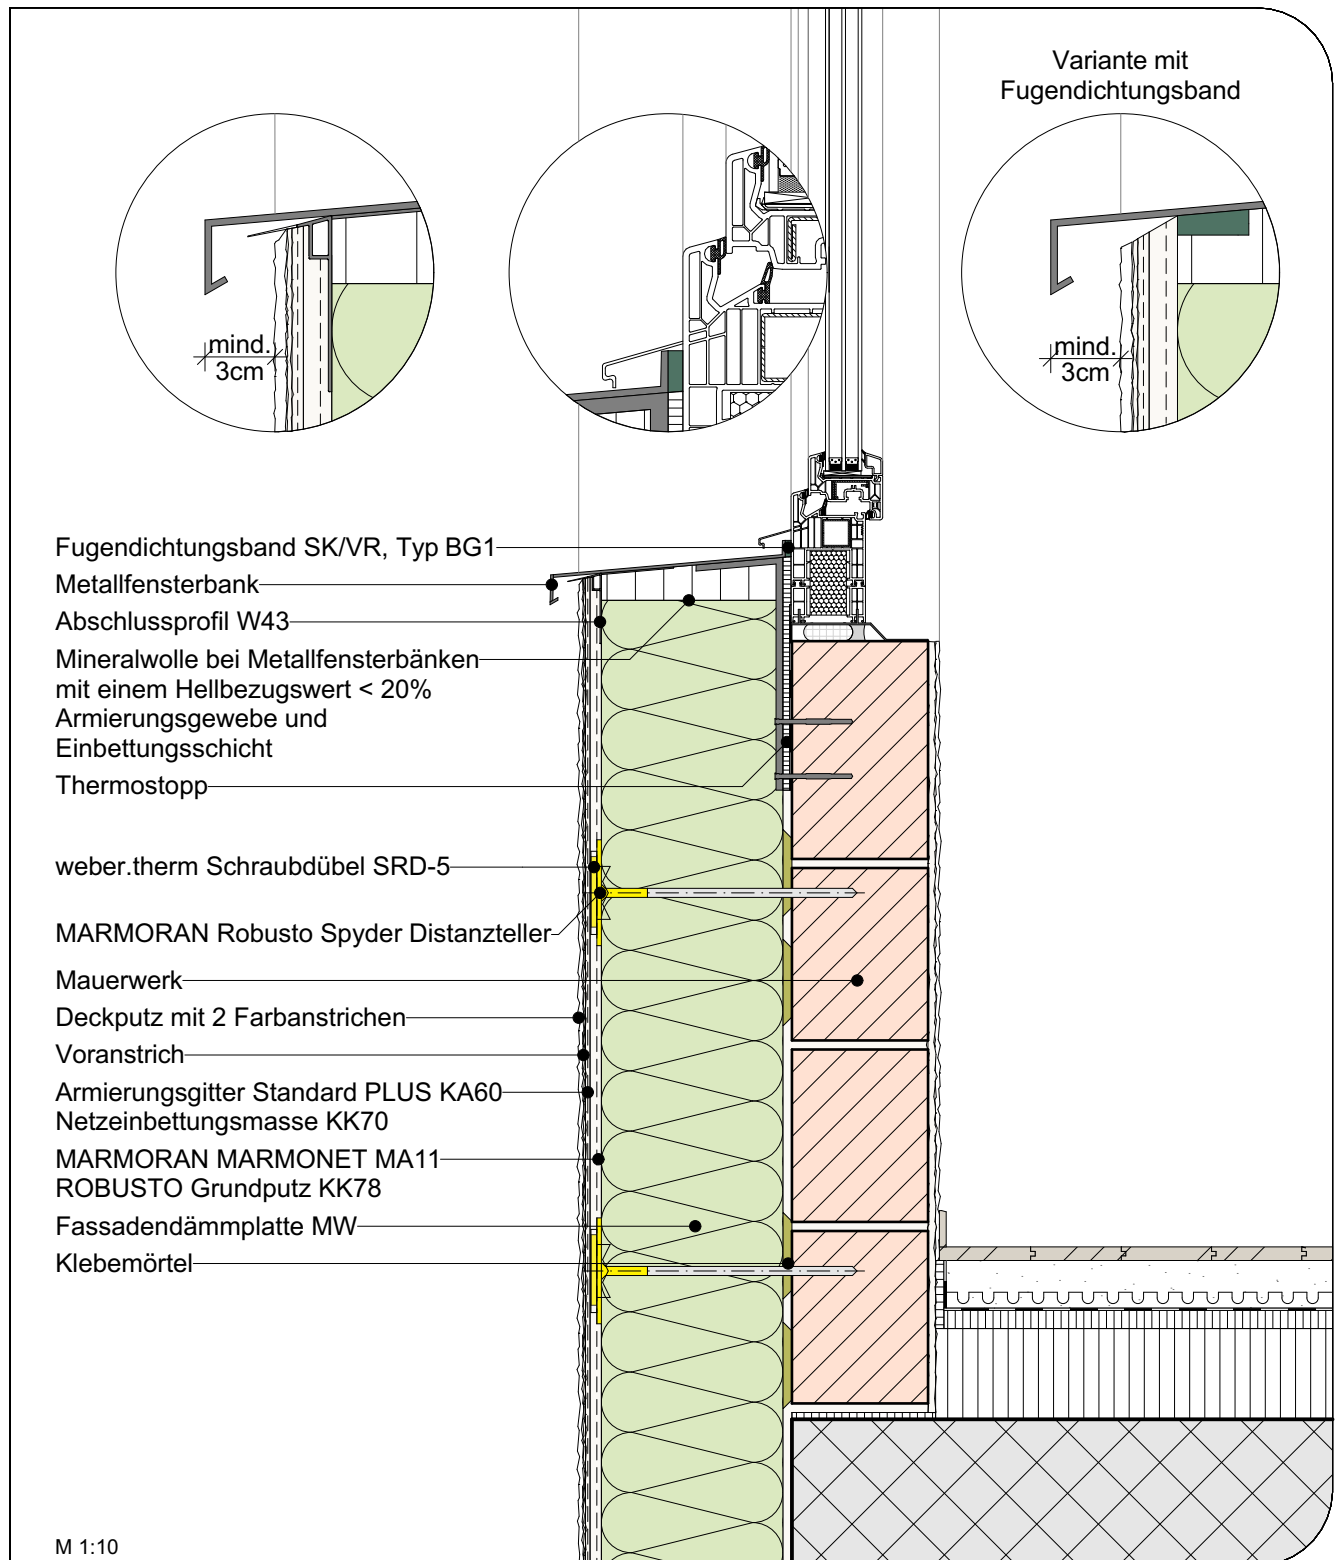 Variante mit
Fugendichtungsband
mind.
3cm
mind.
3cm
Fugendichtungsband SK/VR, Typ BG1
Metallfensterbank
Abschlussprofil W43
Mineralwolle bei Metallfensterbänken
mit einem Hellbezugswert < 20%
Armierungsgewebe und
Einbettungsschicht
Thermostopp
weber.therm Schraubdübel SRD-5
MARMORAN Robusto Spyder Distanzteller
Mauerwerk
Deckputz mit 2 Farbanstrichen
Voranstrich
Armierungsgitter Standard PLUS KA60
Netzeinbettungsmasse KK70
MARMORAN MARMONET MA11
ROBUSTO Grundputz KK78
Fassadendämmplatte MW
Klebemörtel
M 1:10